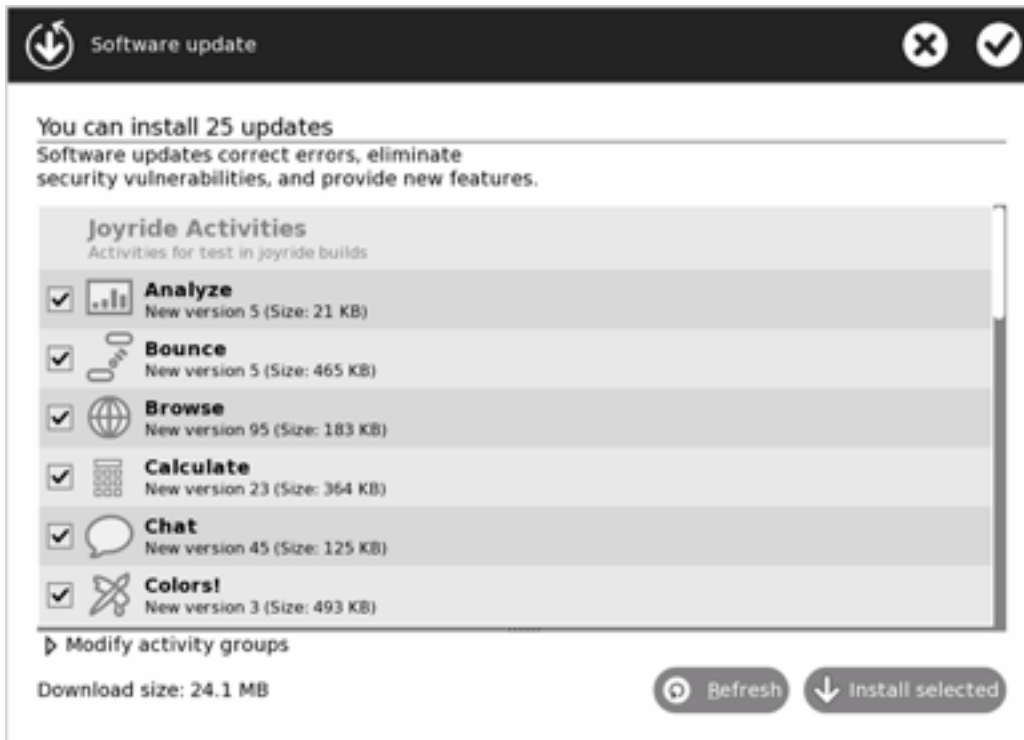 Software update
You can install 25 updates
Software updates correct errors, eliminate
security vulnerabilities, and provide new features.
Joyride Activities
Activities for test in joyride builds
Analyze
New version 5 (Size: 21 KB)
Bounce
New version 5 (Size: 465 KB)
Browse
New version 95 (Size: 183 KB)
Calculate
New version 23 (Size: 364 KB)
Chat
New version 45 (Size: 125 KB)
Colors!
New version 3 (Size: 493 KB)
Modify activity groups
Download size: 24.1 MB
Refresh
Install selected